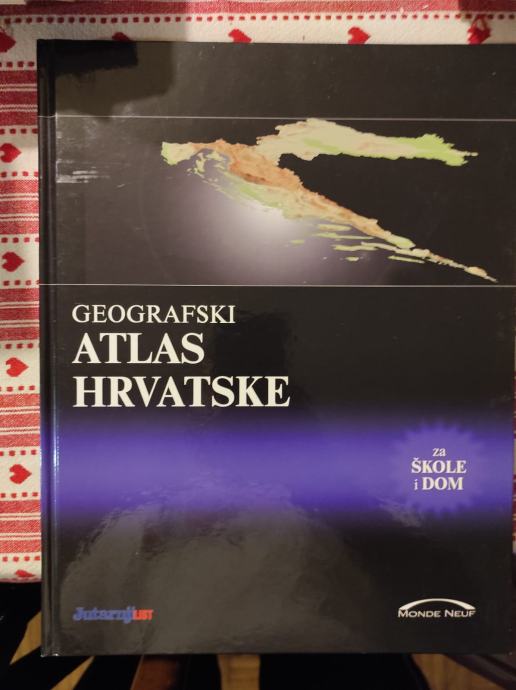 GEOGRAFSKI
ATLAS
HRVATSKE
za
ŠKOLE
i DOM
Jutarnji LIST
MONDE NEUF